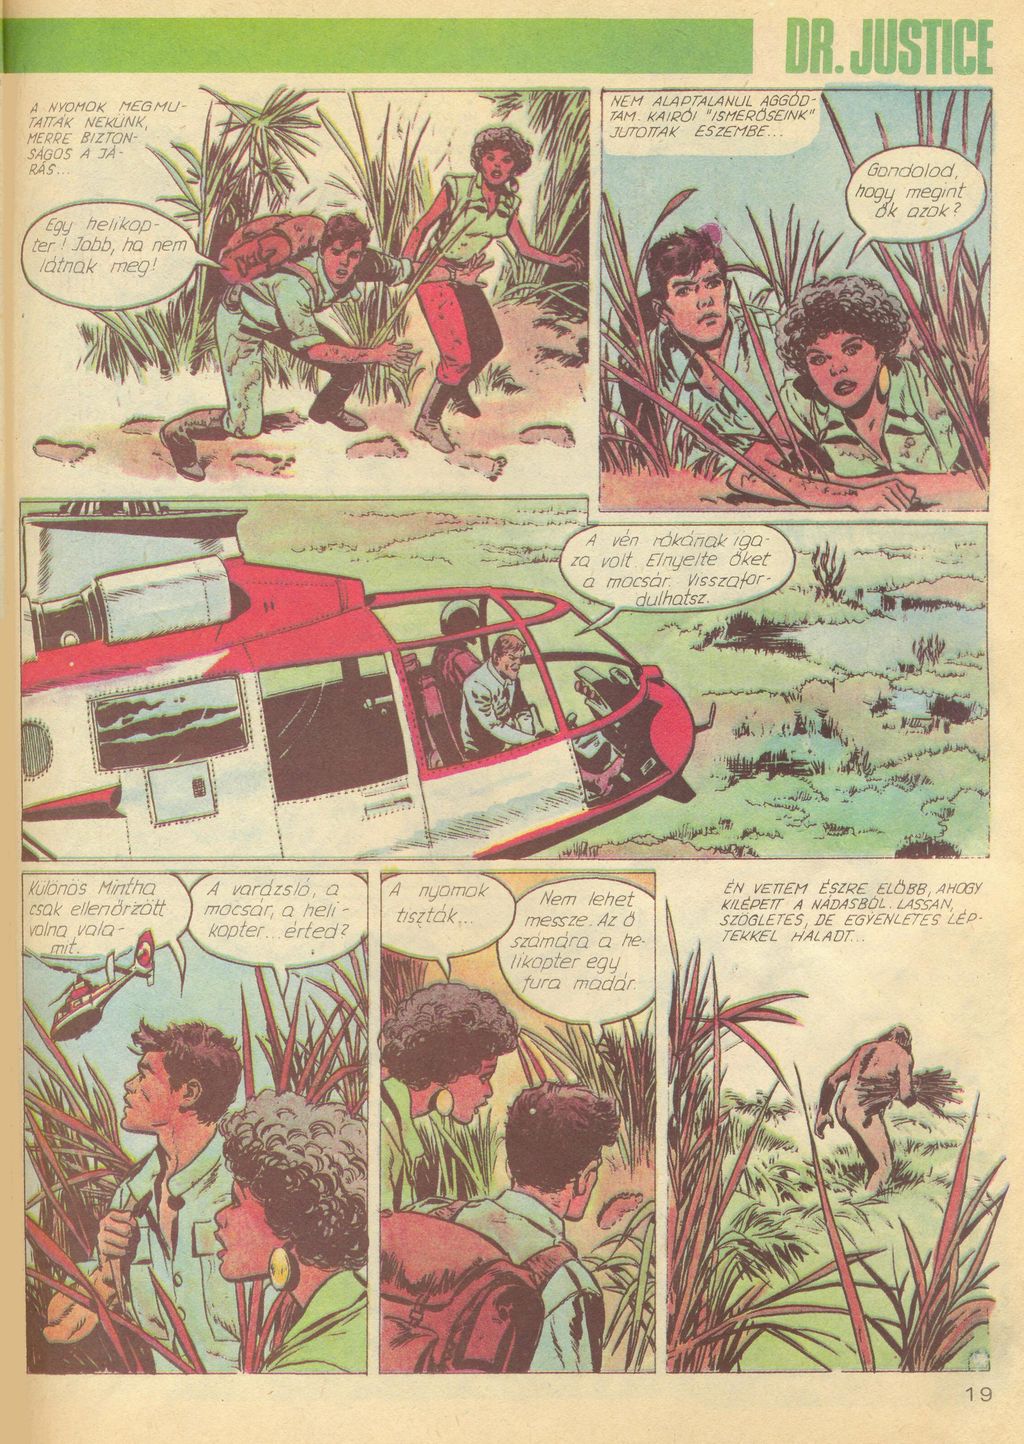 DR. JUSTICE
A NYOMOK MEGMU-
TATTÁK NEKÜNK,
MERRE BIZTON-
SÁGOS A JÁ-
RÁS...
Egy helikop-
ter! Jobb, ha nem
látnak meg!
NEM ALAPTALANUL AGGÓD-
TAM. KAIRÓI "ISMERŐSEINK"
JUTOTTAK ESZEMBE...
Gondolod,
hogy megint
ők azok?
A vén rókának iga-
za volt. Elnyelte őket
a mocsár. Visszafor-
dulhatsz.
Különös Mintha
csak ellenőrzött
volna vala-
mit.
A varázsló, a
mocsár, a heli-
kopter... érted?
A nyomok
tiszták...
Nem lehet
messze. Az ő
számára a he-
likopter egy
fura madár.
ÉN VETTEM ÉSZRE ELŐBB, AHOGY
KILÉPETT A NÁDASBÓL. LASSAN,
SZÖGLETES, DE EGYENLETES LÉP-
TEKKEL HALADT...
19